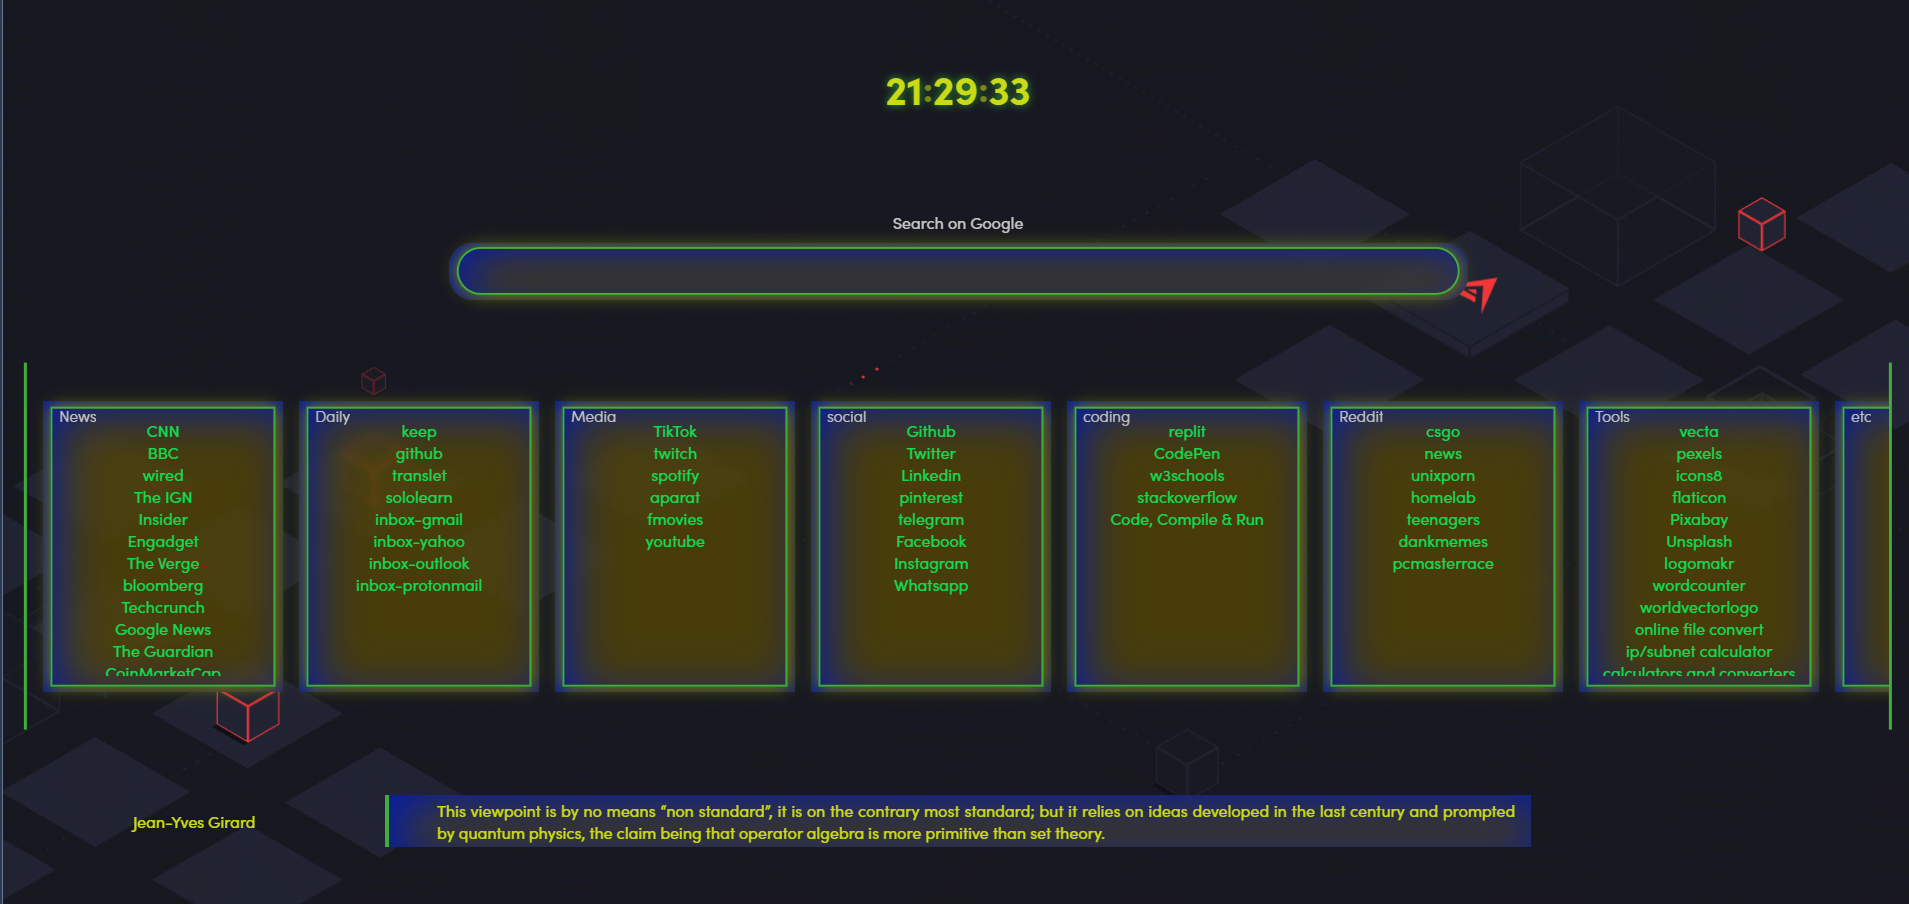 21:29:33
Search on Google
News
CNN
BBC
wired
The IGN
Insider
Engadget
The Verge
bloomberg
Techcrunch
Google News
The Guardian
CoinMarketCap
Daily
keep
github
translet
sololearn
inbox-gmail
inbox-yahoo
inbox-outlook
inbox-protonmail
Media
TikTok
twitch
spotify
aparat
fmovies
youtube
social
Github
Twitter
Linkedin
pinterest
telegram
Facebook
Instagram
Whatsapp
coding
replit
CodePen
w3schools
stackoverflow
Code, Compile & Run
Reddit
csgo
news
unixporn
homelab
teenagers
dankmemes
pcmasterrace
Tools
vecta
pexels
icons8
flaticon
Pixabay
Unsplash
logomakr
wordcounter
worldvectorlogo
online file convert
ip/subnet calculator
calculators and converters
etc
Jean-Yves Girard
This viewpoint is by no means “non standard”, it is on the contrary most standard; but it relies on ideas developed in the last century and prompted
by quantum physics, the claim being that operator algebra is more primitive than set theory.